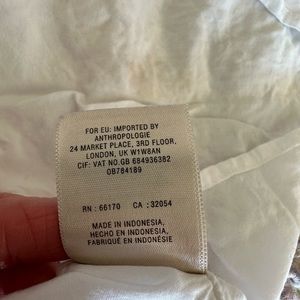 FOR EU: IMPORTED BY
ANTHROPOLOGIE
24 MARKET PLACE, 3RD FLOOR,
LONDON, UK W1W8AN
CIF: VAT NO.GB 684936382
OB784189
RN : 66170 CA : 32054
MADE IN INDONESIA,
HECHO EN INDONESIA,
FABRIQUÉ EN INDONÉSIE